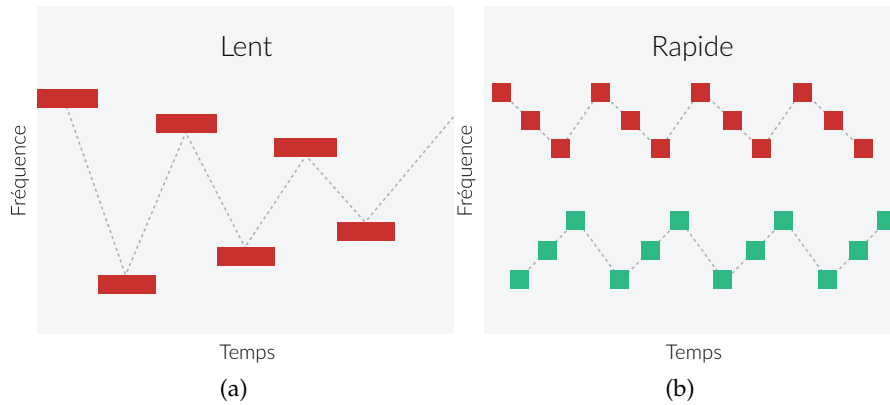 Lent
Fréquence
Temps
(a)
Rapide
Fréquence
Temps
(b)